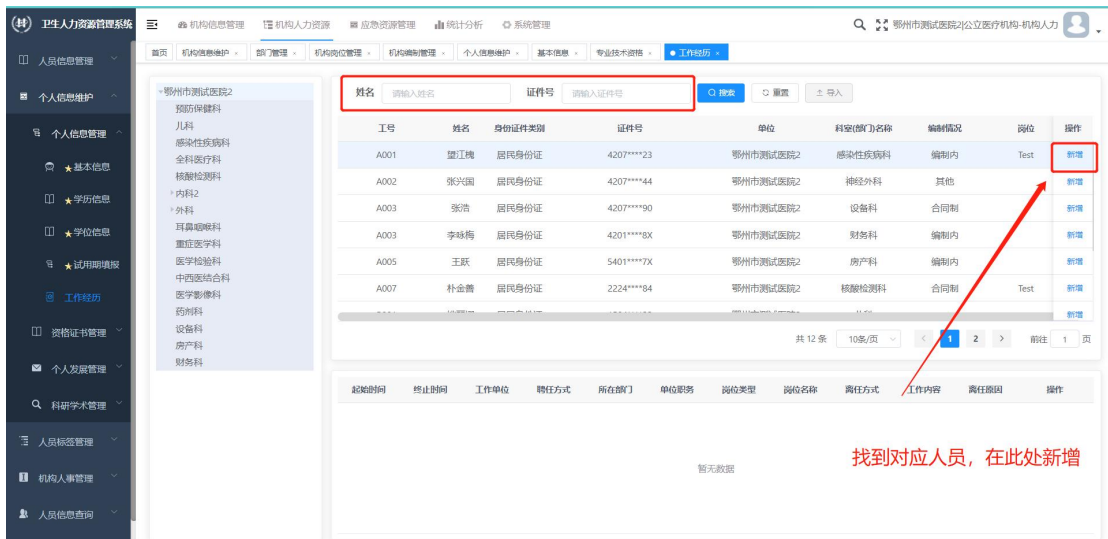 卫生人力资源管理系统 机构信息管理 机构人力资源 应急资源管理 统计分析 系统管理 鄂州市测试医院2|公立医疗机构-机构人力
首页 机构信息维护 × 部门管理 × 机构岗位管理 × 机构编制管理 × 个人信息维护 × 基本信息 × 专业技术资格 × 工作经历 ×
人员信息管理
个人信息维护
个人信息管理
★基本信息
★学历信息
★学位信息
★试用期填报
工作经历
资格证书管理
个人发展管理
科研学术管理
人员标签管理
机构人事管理
人员信息查询
鄂州市测试医院2
预防保健科
儿科
感染性疾病科
全科医疗科
核酸检测科
内科2
外科
耳鼻咽喉科
重症医学科
医学检验科
中西医结合科
医学影像科
药剂科
设备科
房产科
财务科
姓名 请输入姓名 证件号 请输入证件号 搜索 重置 导入
工号 姓名 身份证件类别 证件号 单位 科室(部门)名称 编制情况 岗位 操作
A001 望江槐 居民身份证 4207****23 鄂州市测试医院2 感染性疾病科 编制内 Test 新增
A002 张兴国 居民身份证 4207****44 鄂州市测试医院2 神经外科 其他 新增
A003 张浩 居民身份证 4207****90 鄂州市测试医院2 设备科 合同制 新增
A003 李咏梅 居民身份证 4201****8X 鄂州市测试医院2 财务科 编制内 新增
A005 王跃 居民身份证 5401****7X 鄂州市测试医院2 房产科 编制内 新增
A007 朴金善 居民身份证 2224****84 鄂州市测试医院2 核酸检测科 合同制 Test 新增
新增
共 12 条 10条/页 < 1 2 > 前往 1 页
起始时间 终止时间 工作单位 聘任方式 所在部门 单位职务 岗位类型 岗位名称 离任方式 工作内容 离任原因 操作
暂无数据
找到对应人员，在此处新增